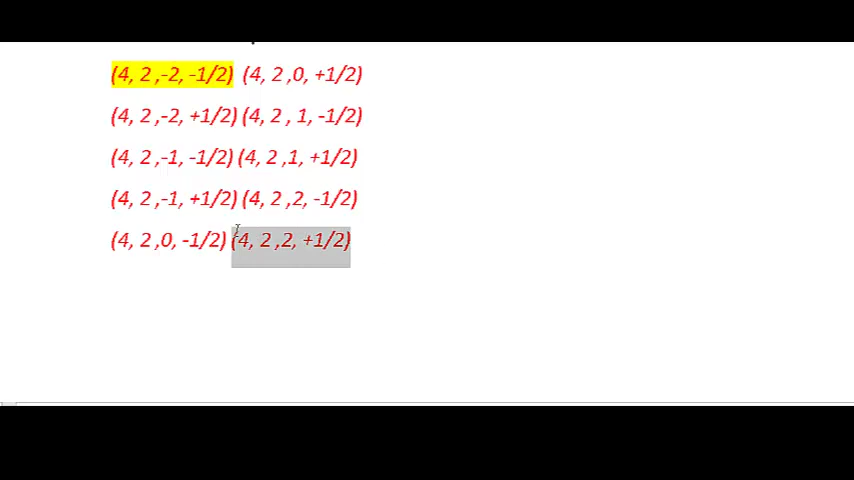 (4, 2 ,-2, -1/2) (4, 2 ,0, +1/2)
(4, 2 ,-2, +1/2) (4, 2 , 1, -1/2)
(4, 2 ,-1, -1/2) (4, 2 ,1, +1/2)
(4, 2 ,-1, +1/2) (4, 2 ,2, -1/2)
(4, 2 ,0, -1/2) (4, 2 ,2, +1/2)